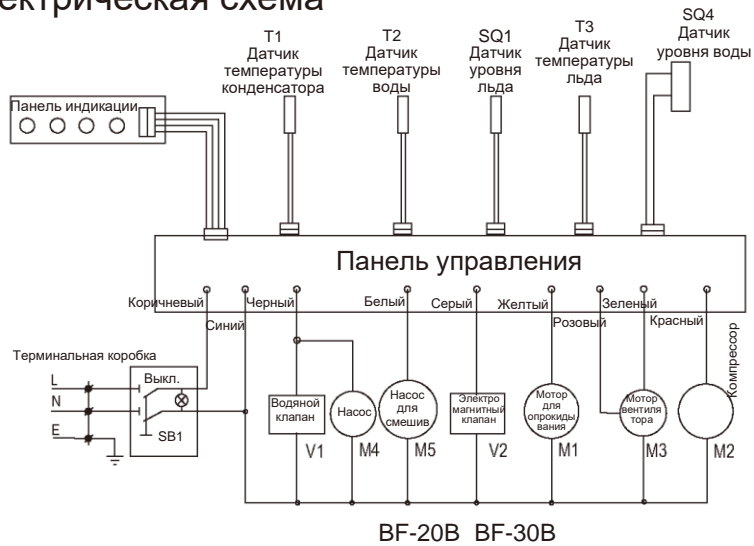 ектрическая схема
T1
Датчик
температуры
конденсатора
T2
Датчик
температуры
воды
SQ1
Датчик
уровня
льда
T3
Датчик
температуры
льда
SQ4
Датчик
уровня воды
Панель индикации
Панель управления
Коричневый
Синий
Черный
Белый
Серый
Желтый
Розовый
Зеленый
Красный
Компрессор
Терминальная коробка
L
N
E
Выкл.
SB1
Водяной
клапан
V1
Насос
M4
Насос
для
смешив
M5
Электро
магнитный
клапан
V2
Мотор
для
опрокиды
вания
M1
Мотор
вентиля
тора
M3
M2
BF-20B BF-30B